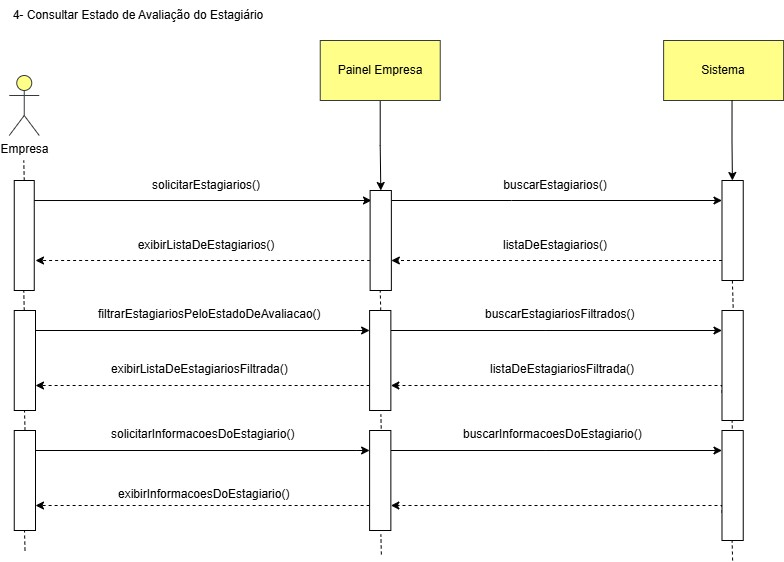 4- Consultar Estado de Avaliação do Estagiário
Painel Empresa
Sistema
Empresa
solicitarEstagiarios()
buscarEstagiarios()
exibirListaDeEstagiarios()
listaDeEstagiarios()
filtrarEstagiariosPeloEstadoDeAvaliacao()
buscarEstagiariosFiltrados()
exibirListaDeEstagiariosFiltrada()
listaDeEstagiariosFiltrada()
solicitarInformacoesDoEstagiario()
buscarInformacoesDoEstagiario()
exibirInformacoesDoEstagiario()